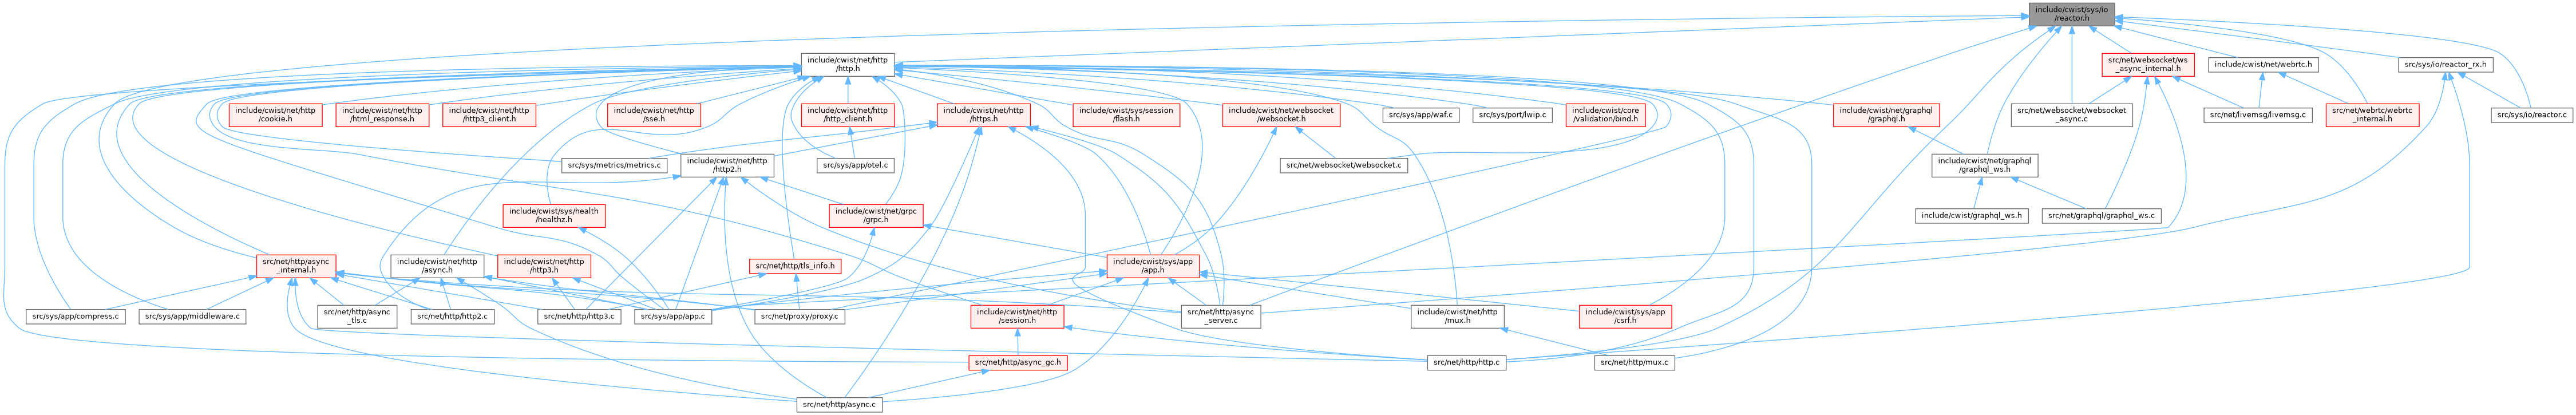 include/cwist/sys/io
/reactor.h
include/cwist/net/http
/http.h
src/net/websocket/ws
_async_internal.h
include/cwist/net/webrtc.h
src/sys/io/reactor_rx.h
include/cwist/net/http
/cookie.h
include/cwist/net/http
/html_response.h
include/cwist/net/http
/http3_client.h
include/cwist/net/http
/sse.h
include/cwist/net/http
/http_client.h
include/cwist/net/http
/https.h
include/cwist/sys/session
/flash.h
include/cwist/net/websocket
/websocket.h
src/sys/app/waf.c
src/sys/port/lwip.c
include/cwist/core
/validation/bind.h
include/cwist/net/graphql
/graphql.h
src/net/websocket/websocket
_async.c
src/net/livemsg/livemsg.c
src/net/webrtc/webrtc
_internal.h
src/sys/io/reactor.c
src/sys/metrics/metrics.c
include/cwist/net/http
/http2.h
src/sys/app/otel.c
src/net/websocket/websocket.c
include/cwist/net/graphql
/graphql_ws.h
include/cwist/sys/health
/healthz.h
include/cwist/net/grpc
/grpc.h
include/cwist/graphql_ws.h
src/net/graphql/graphql_ws.c
src/net/http/async
_internal.h
include/cwist/net/http
/async.h
include/cwist/net/http
/http3.h
src/net/http/tls_info.h
include/cwist/sys/app
/app.h
src/sys/app/compress.c
src/sys/app/middleware.c
src/net/http/async
_tls.c
src/net/http/http2.c
src/net/http/http3.c
src/sys/app/app.c
src/net/proxy/proxy.c
include/cwist/net/http
/session.h
src/net/http/async
_server.c
include/cwist/net/http
/mux.h
include/cwist/sys/app
/csrf.h
src/net/http/async_gc.h
src/net/http/http.c
src/net/http/mux.c
src/net/http/async.c